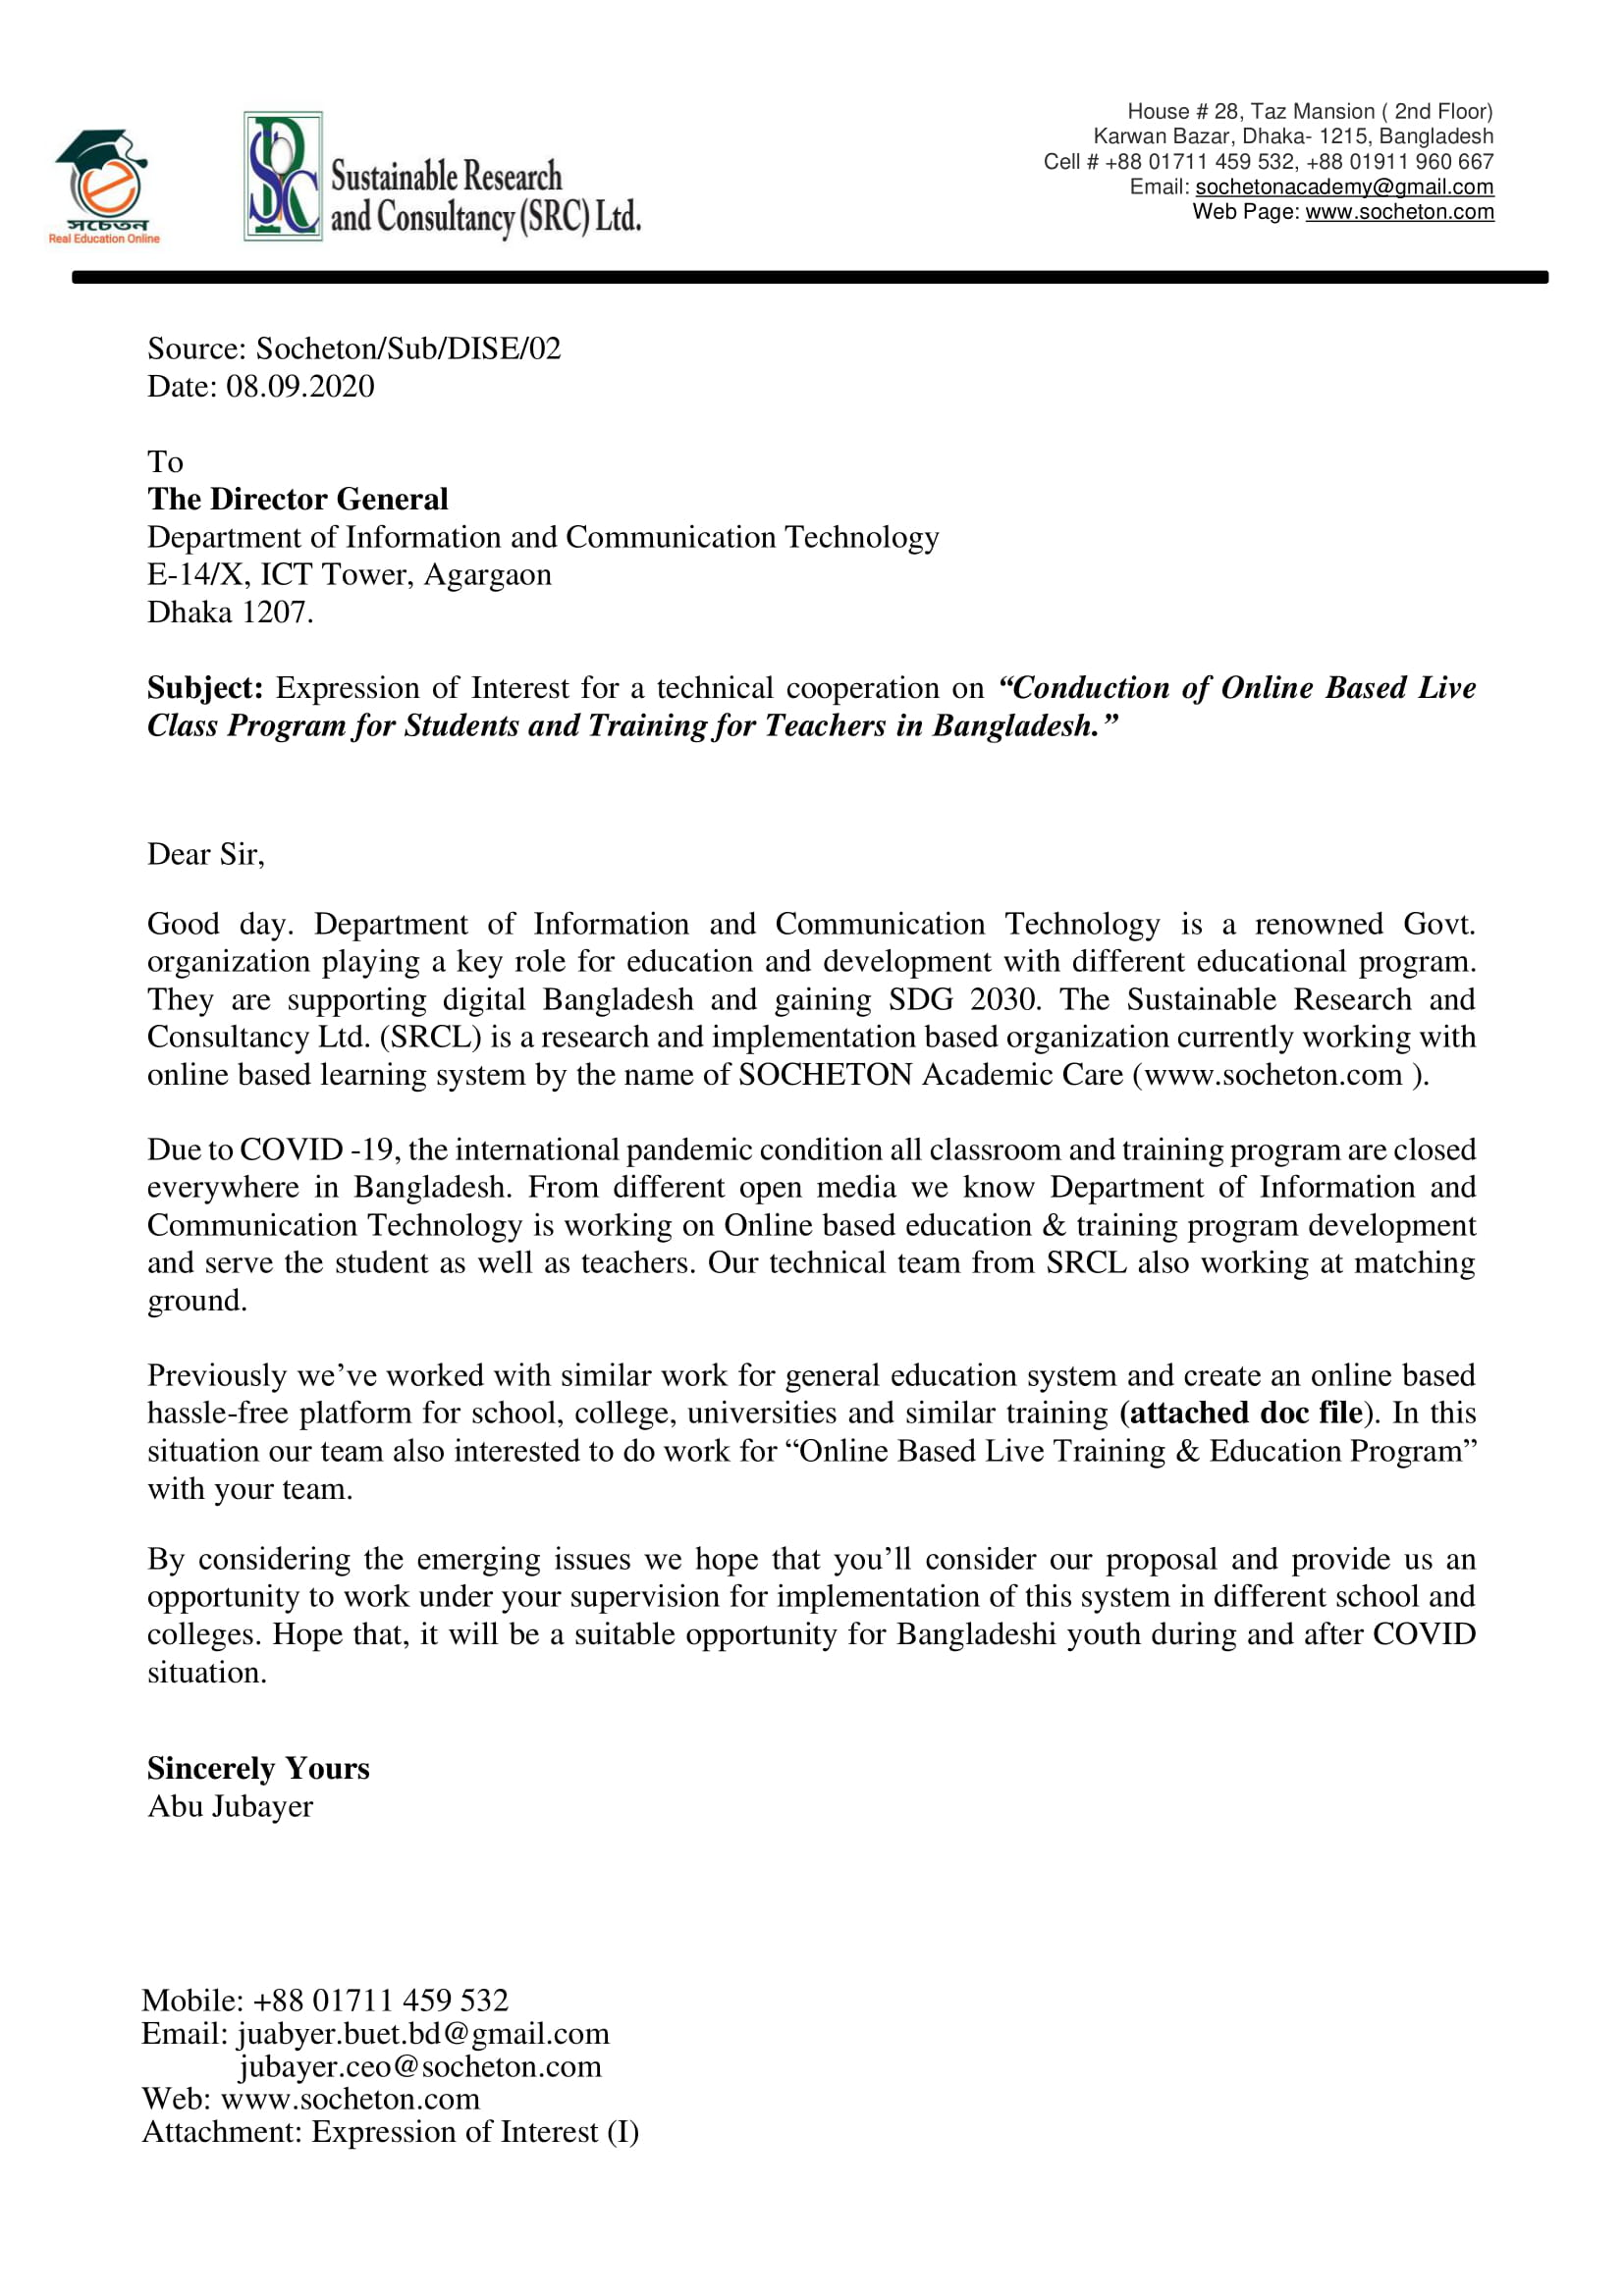 সচেতন
Real Education Online
SRC
Sustainable Research
and Consultancy (SRC) Ltd.
House # 28, Taz Mansion ( 2nd Floor)
Karwan Bazar, Dhaka- 1215, Bangladesh
Cell # +88 01711 459 532, +88 01911 960 667
Email: sochetonacademy@gmail.com
Web Page: www.socheton.com
Source: Socheton/Sub/DISE/02
Date: 08.09.2020
To
The Director General
Department of Information and Communication Technology
E-14/X, ICT Tower, Agargaon
Dhaka 1207.
Subject: Expression of Interest for a technical cooperation on “Conduction of Online Based Live
Class Program for Students and Training for Teachers in Bangladesh.”
Dear Sir,
Good day. Department of Information and Communication Technology is a renowned Govt.
organization playing a key role for education and development with different educational program.
They are supporting digital Bangladesh and gaining SDG 2030. The Sustainable Research and
Consultancy Ltd. (SRCL) is a research and implementation based organization currently working with
online based learning system by the name of SOCHETON Academic Care (www.socheton.com ).
Due to COVID -19, the international pandemic condition all classroom and training program are closed
everywhere in Bangladesh. From different open media we know Department of Information and
Communication Technology is working on Online based education & training program development
and serve the student as well as teachers. Our technical team from SRCL also working at matching
ground.
Previously we’ve worked with similar work for general education system and create an online based
hassle-free platform for school, college, universities and similar training (attached doc file). In this
situation our team also interested to do work for “Online Based Live Training & Education Program”
with your team.
By considering the emerging issues we hope that you’ll consider our proposal and provide us an
opportunity to work under your supervision for implementation of this system in different school and
colleges. Hope that, it will be a suitable opportunity for Bangladeshi youth during and after COVID
situation.
Sincerely Yours
Abu Jubayer
Mobile: +88 01711 459 532
Email: juabyer.buet.bd@gmail.com
jubayer.ceo@socheton.com
Web: www.socheton.com
Attachment: Expression of Interest (I)